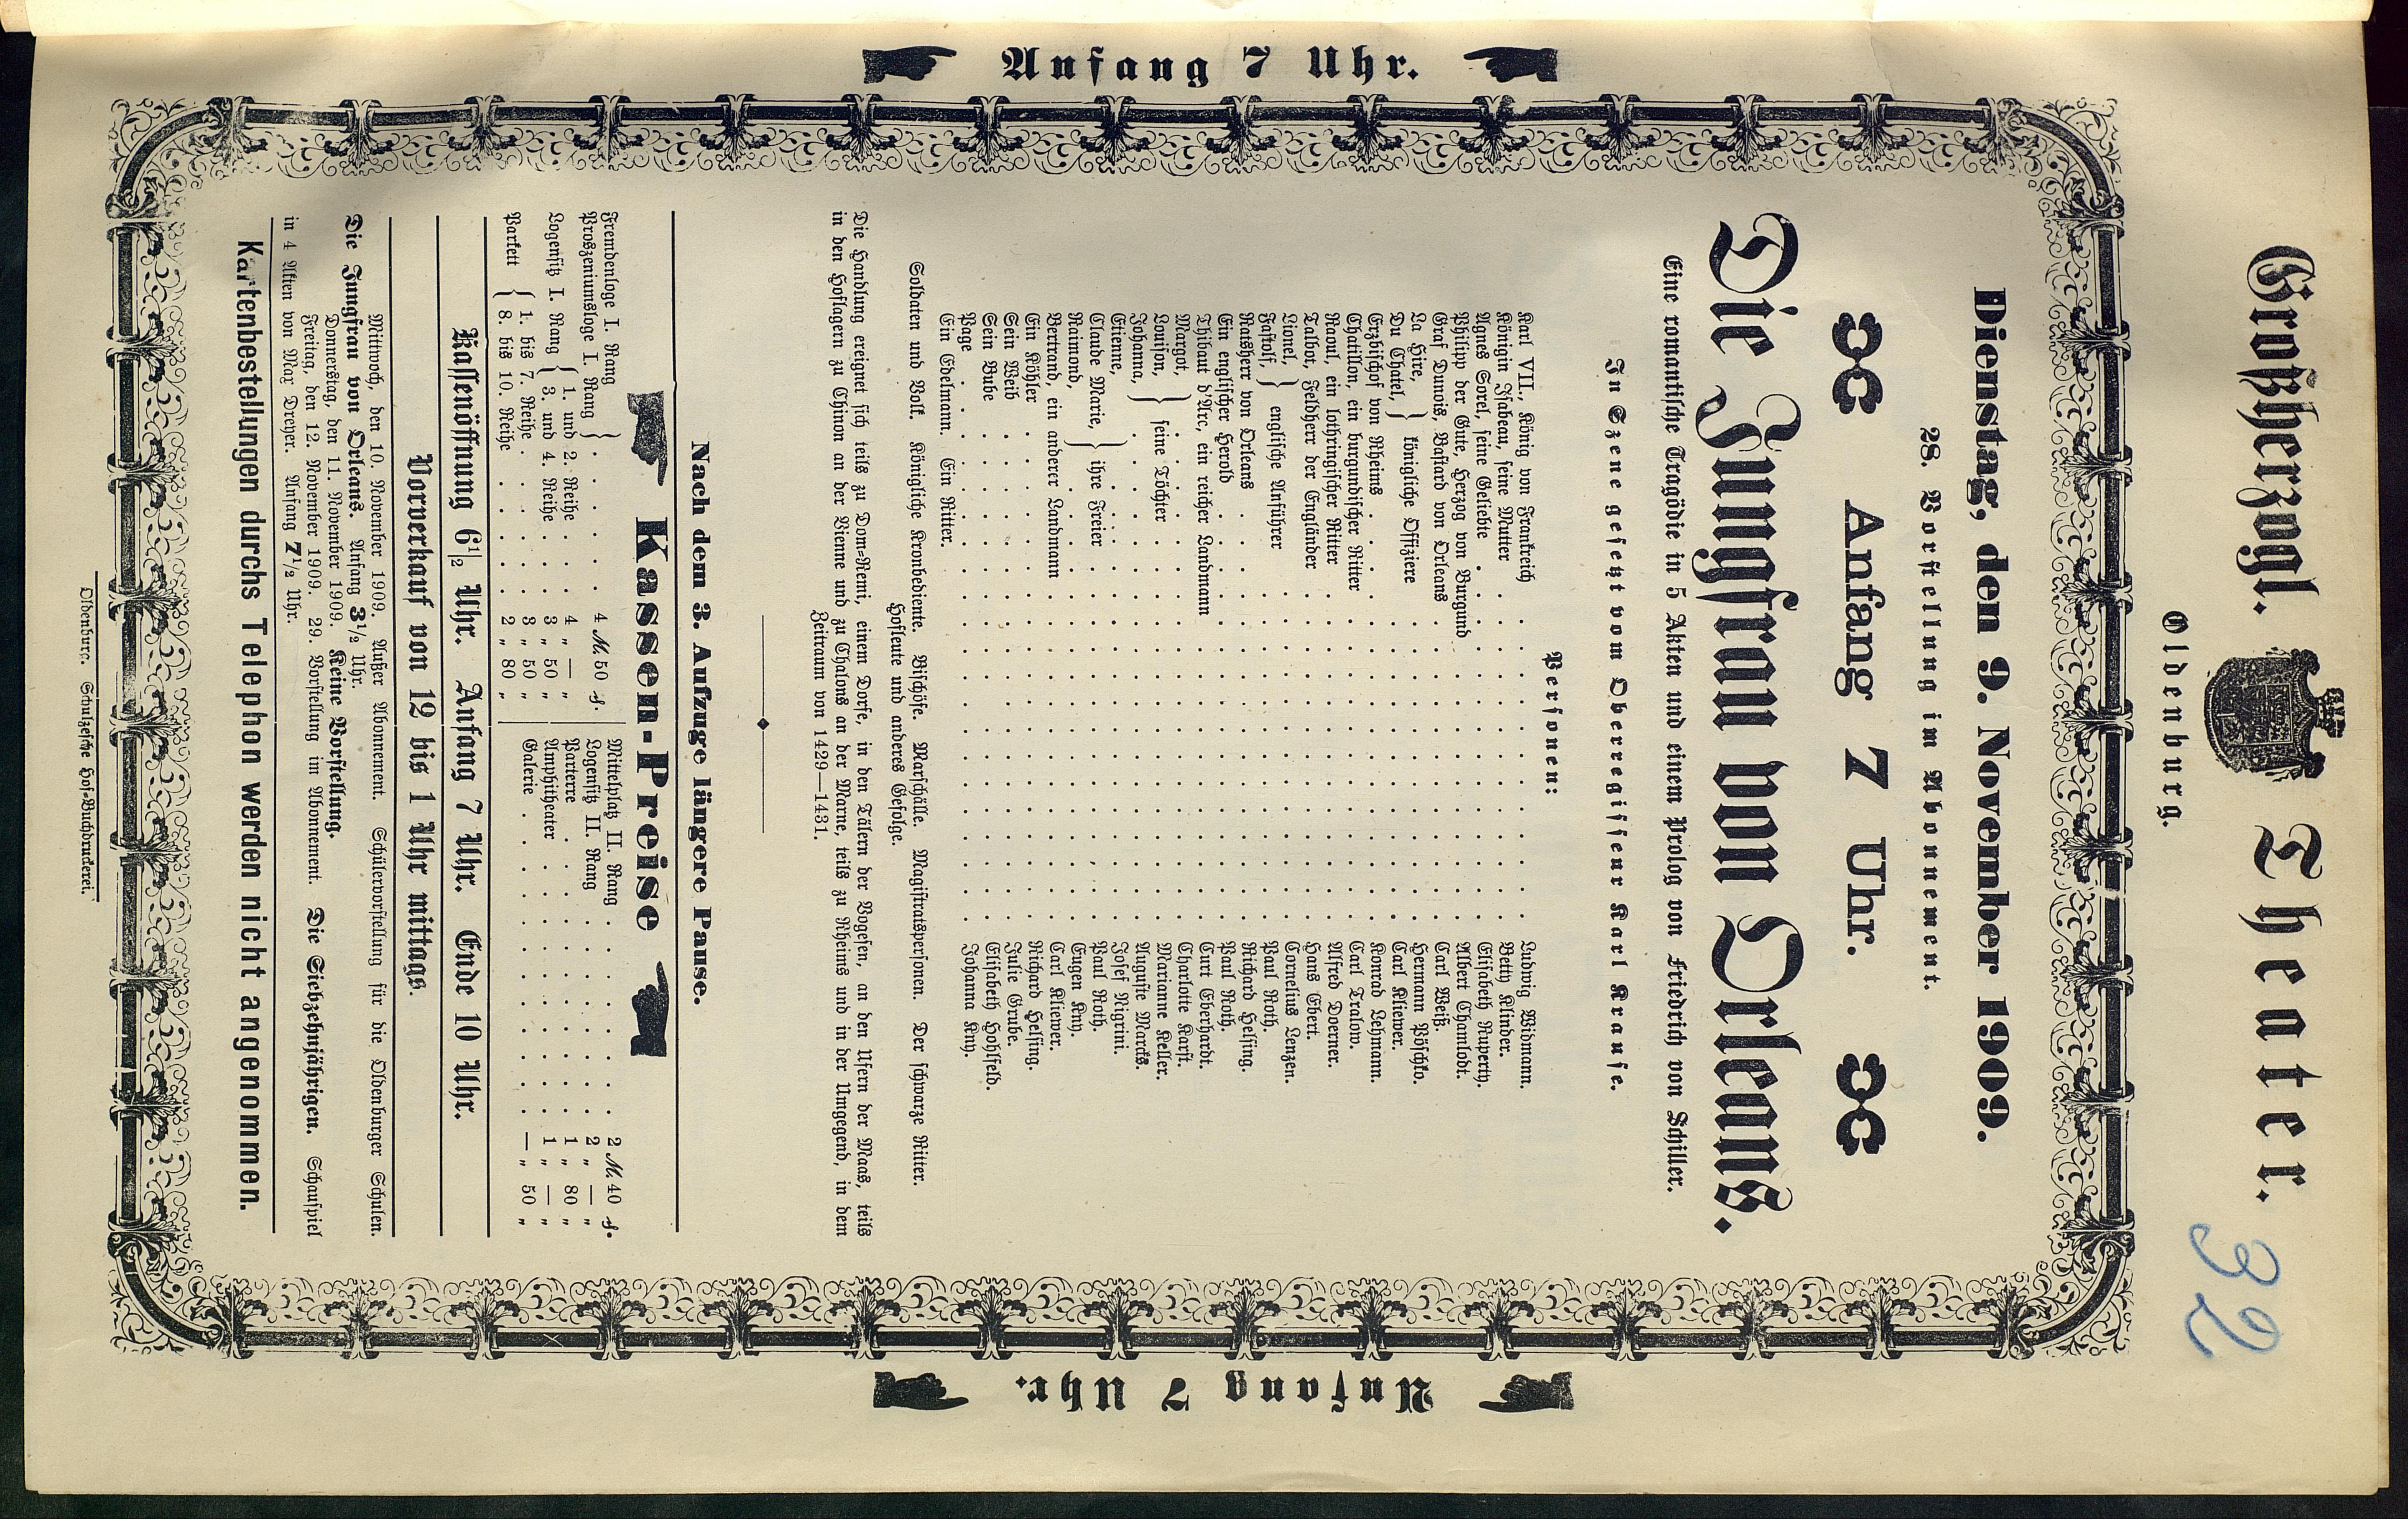 Großherzogl. Theater.
32
Oldenburg.
Dienstag, den 9. November 1909.
28. Vorstellung im Abonnement.
Anfang 7 Uhr.
Die Jungfrau von Orleans.
Eine romantische Tragödie in 5 Akten und einem Prolog von Friedrich von Schiller.
In Szene gesetzt vom Oberregisseur Karl Krause.
Personen:
Karl VII., König von Frankreich . . . Ludwig Widmann.
Königin Isabeau, seine Mutter . . . Betty Klinder.
Agnes Sorel, seine Geliebte . . . Elisabeth Ruperty.
Philipp der Gute, Herzog von Burgund . . . Albert Chamlodt.
Graf Dunois, Bastard von Orleans . . . Carl Weiß.
La Hire, } königliche Offiziere . . . Hermann Pöschko.
Du Chatel, } . . . Carl Kliewer.
Erzbischof von Rheims . . . Konrad Lehmann.
Chatillon, ein burgundischer Ritter . . . Carl Tralow.
Raoul, ein lothringischer Ritter . . . Alfred Doerner.
Talbot, Feldherr der Engländer . . . Hans Ebert.
Lionel, } englische Anführer . . . Cornelius Lenzen.
Fastolf, } . . . Paul Roth.
Ratsherr von Orleans . . . Richard Helsing.
Ein englischer Herold . . . Paul Roth.
Thibaut d'Arc, ein reicher Landmann . . . Curt Eberhardt.
Margot, } seine Töchter . . . Charlotte Karst.
Louison, } . . . Marianne Keller.
Johanna, } . . . Auguste Marcks.
Etienne, } ihre Freier . . . Josef Nigrini.
Claude Marie, } . . . Paul Roth.
Raimond, } . . . Eugen Kny.
Bertrand, ein anderer Landmann . . . Carl Kliewer.
Ein Köhler . . . Richard Helsing.
Sein Weib . . . Julie Grube.
Sein Bube . . . Elisabeth Hohlfeld.
Page . . . Johanna Kny.
Ein Edelmann. Ein Ritter.
Soldaten und Volk. Königliche Kronbediente. Bischöfe. Marschälle. Magistratspersonen. Der schwarze Ritter.
Hofleute und anderes Gefolge.
Die Handlung ereignet sich teils zu Dom-Remi, einem Dorfe, in den Tälern der Vogesen, an den Ufern der Maas, teils
in den Hoflagern zu Chinon an der Vienne und zu Chalons an der Marne, teils zu Rheims und in der Umgegend, in dem
Zeitraum von 1429—1431.
Nach dem 3. Aufzuge längere Pause.
Kassen-Preise
Fremdenloge I. Rang }
Proszeniumsloge I. Rang } . . . 4 M. 50 ₰.
Logensitz I. Rang { 1. und 2. Reihe . . . 4 „ — „
{ 3. und 4. Reihe . . . 3 „ 50 „
Parkett { 1. bis 7. Reihe . . . 3 „ 50 „
{ 8. bis 10. Reihe . . . 2 „ 80 „
Mittelplatz II. Rang . . . 2 M. 40 ₰.
Logensitz II. Rang . . . 2 „ — „
Parterre . . . 1 „ 80 „
Amphitheater . . . 1 „ — „
Galerie . . . — „ 50 „
Kassenöffnung 6½ Uhr. Anfang 7 Uhr. Ende 10 Uhr.
Vorverkauf von 12 bis 1 Uhr mittags.
Mittwoch, den 10. November 1909. Außer Abonnement. Schülervorstellung für die Oldenburger Schulen.
Die Jungfrau von Orleans. Anfang 3½ Uhr.
Donnerstag, den 11. November 1909. Keine Vorstellung.
Freitag, den 12. November 1909. 29. Vorstellung im Abonnement. Die Siebzehnjährigen. Schauspiel
in 4 Akten von Max Dreyer. Anfang 7½ Uhr.
Kartenbestellungen durchs Telephon werden nicht angenommen.
Oldenburg. Schulzesche Hof-Buchdruckerei.
Anfang 7 Uhr.
Anfang 7 Uhr.